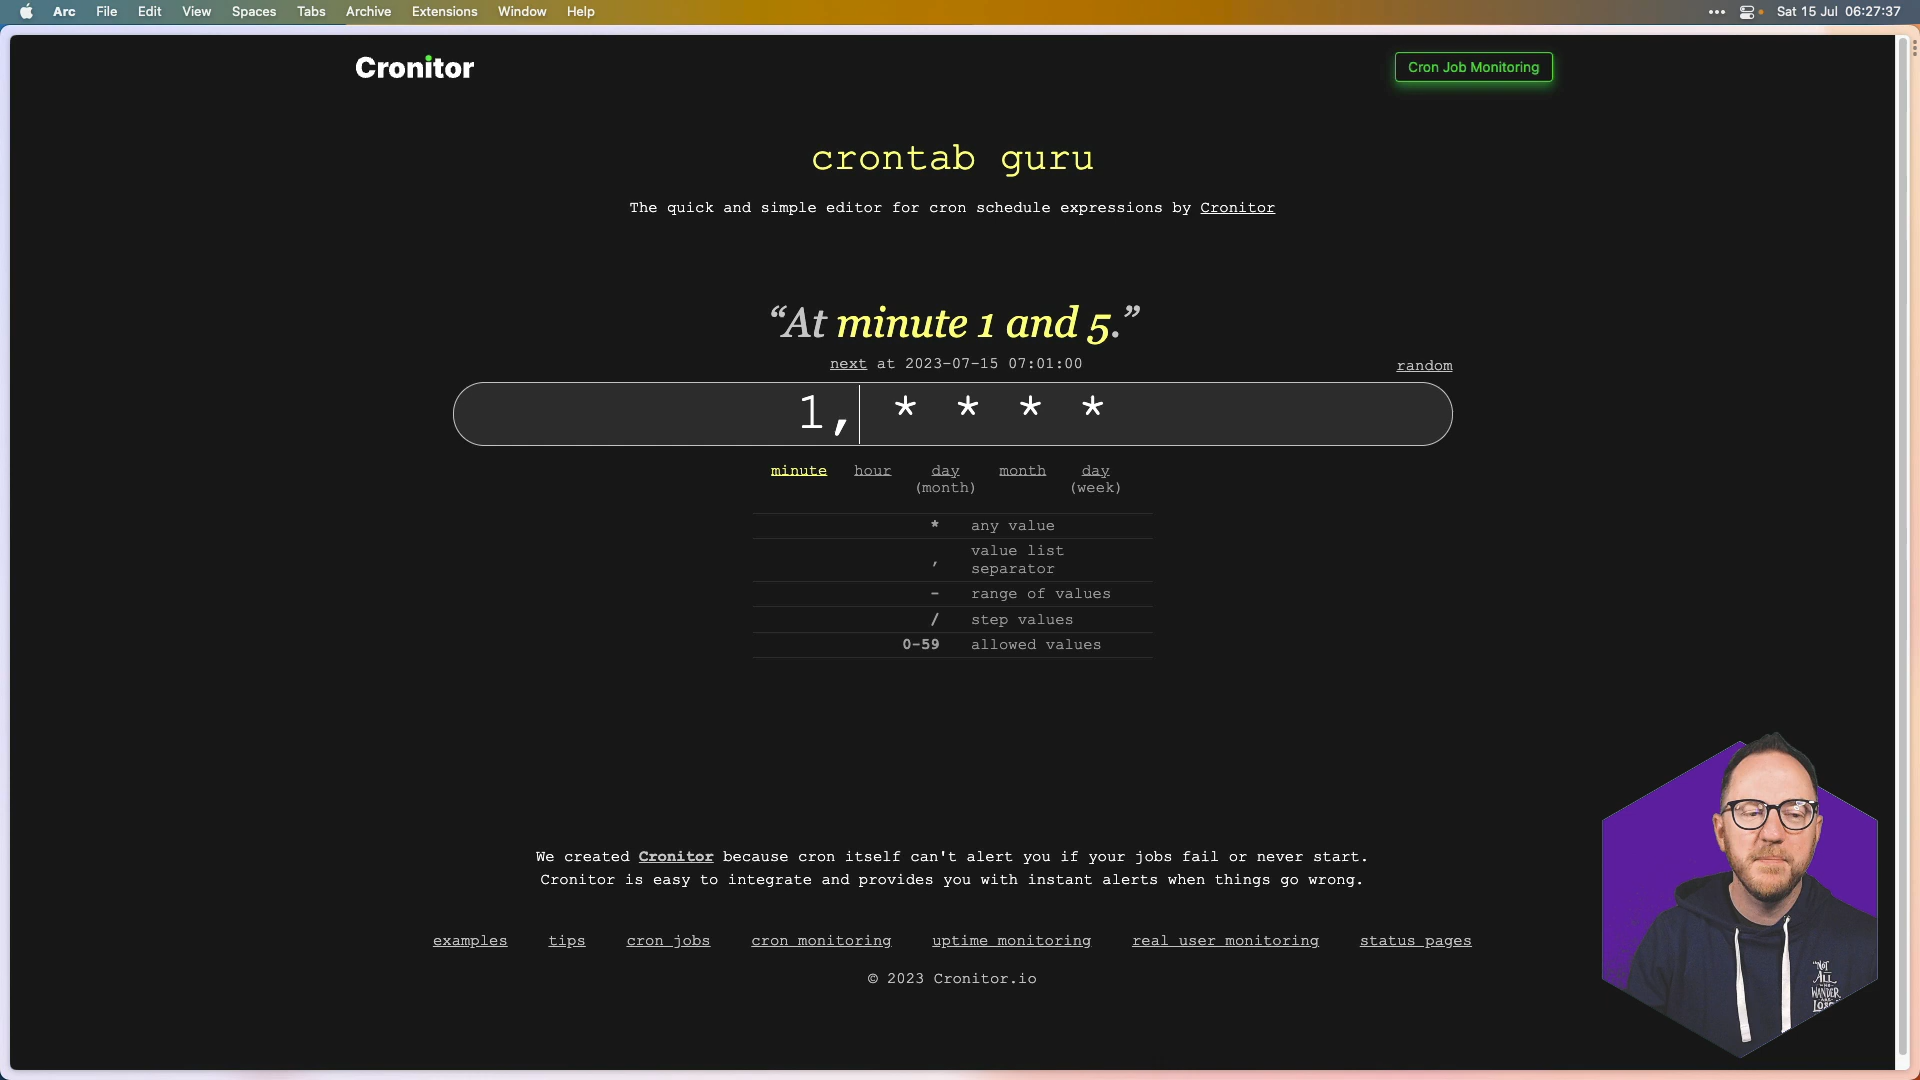 Arc File Edit View Spaces Tabs Archive Extensions Window Help
Sat 15 Jul 06:27:37
Cronitor
Cron Job Monitoring
crontab guru
The quick and simple editor for cron schedule expressions by Cronitor
“At minute 1 and 5.”
next at 2023-07-15 07:01:00
random
1, * * * *
minute hour day (month) month day (week)
* any value
, value list separator
- range of values
/ step values
0-59 allowed values
We created Cronitor because cron itself can't alert you if your jobs fail or never start.
Cronitor is easy to integrate and provides you with instant alerts when things go wrong.
examples tips cron jobs cron monitoring uptime monitoring real user monitoring status pages
© 2023 Cronitor.io
"NOT
ALL
WHO
WANDER
ARE
LOST